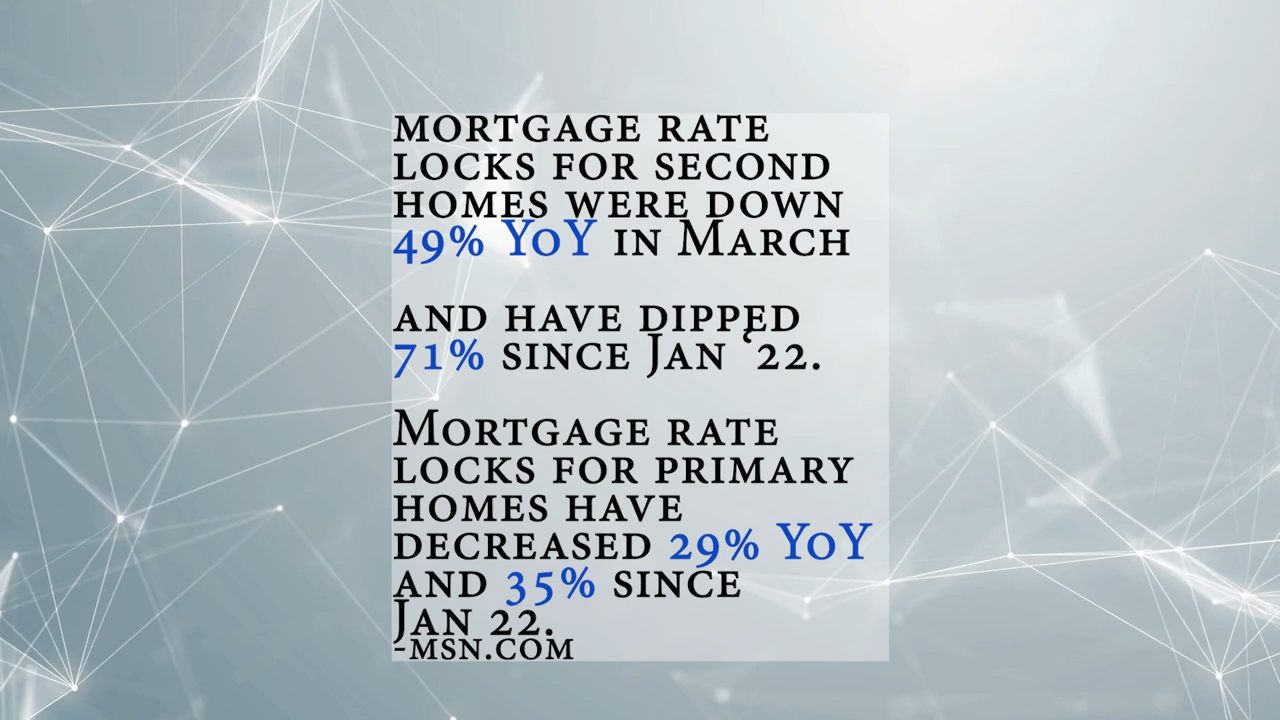 MORTGAGE RATE
LOCKS FOR SECOND
HOMES WERE DOWN
49% YOY IN MARCH
AND HAVE DIPPED
71% SINCE JAN ‘22.
MORTGAGE RATE
LOCKS FOR PRIMARY
HOMES HAVE
DECREASED 29% YOY
AND 35% SINCE
JAN 22.
-MSN.COM